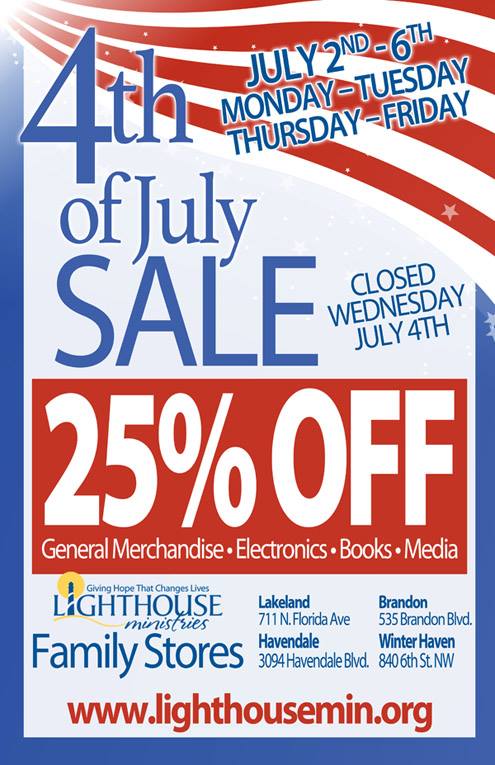 4th
of July
SALE
JULY 2ND - 6TH
MONDAY – TUESDAY
THURSDAY – FRIDAY
CLOSED
WEDNESDAY
JULY 4TH
25% OFF
General Merchandise • Electronics • Books • Media
Giving Hope That Changes Lives
LIGHTHOUSE
ministries
Family Stores
Lakeland
711 N. Florida Ave
Havendale
3094 Havendale Blvd.
Brandon
535 Brandon Blvd.
Winter Haven
840 6th St. NW
www.lighthousemin.org